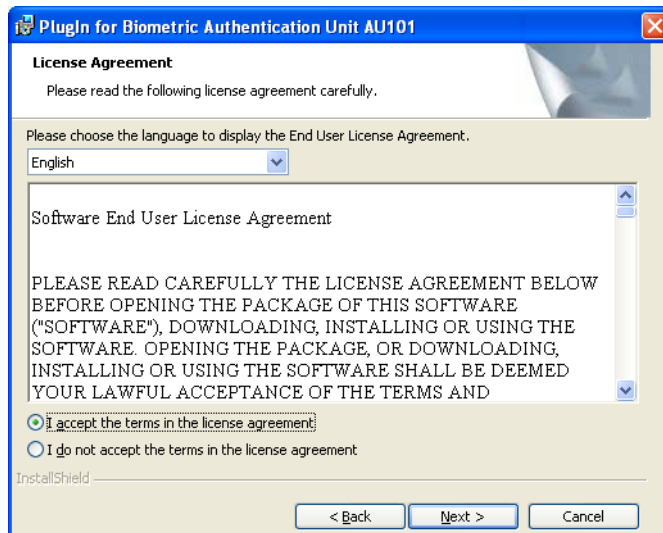 PlugIn for Biometric Authentication Unit AU101
License Agreement
Please read the following license agreement carefully.
Please choose the language to display the End User License Agreement.
English
Software End User License Agreement
PLEASE READ CAREFULLY THE LICENSE AGREEMENT BELOW
BEFORE OPENING THE PACKAGE OF THIS SOFTWARE
("SOFTWARE"), DOWNLOADING, INSTALLING OR USING THE
SOFTWARE. OPENING THE PACKAGE, OR DOWNLOADING,
INSTALLING OR USING THE SOFTWARE SHALL BE DEEMED
YOUR LAWFUL ACCEPTANCE OF THE TERMS AND
I accept the terms in the license agreement
I do not accept the terms in the license agreement
InstallShield
< Back Next > Cancel